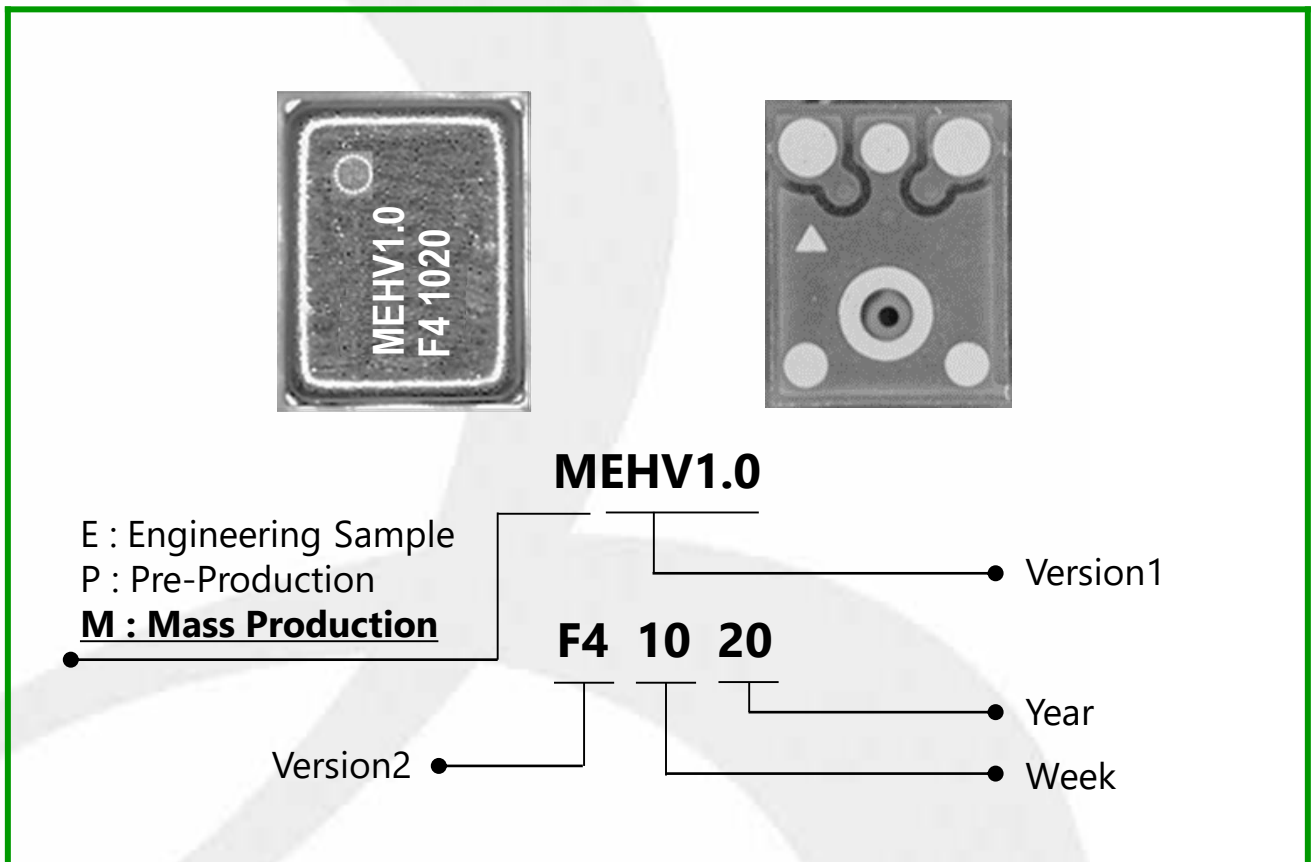 MEHV1.0
F4 1020
MEHV1.0
E : Engineering Sample
P : Pre-Production
M : Mass Production
Version1
F4 10 20
Year
Version2
Week